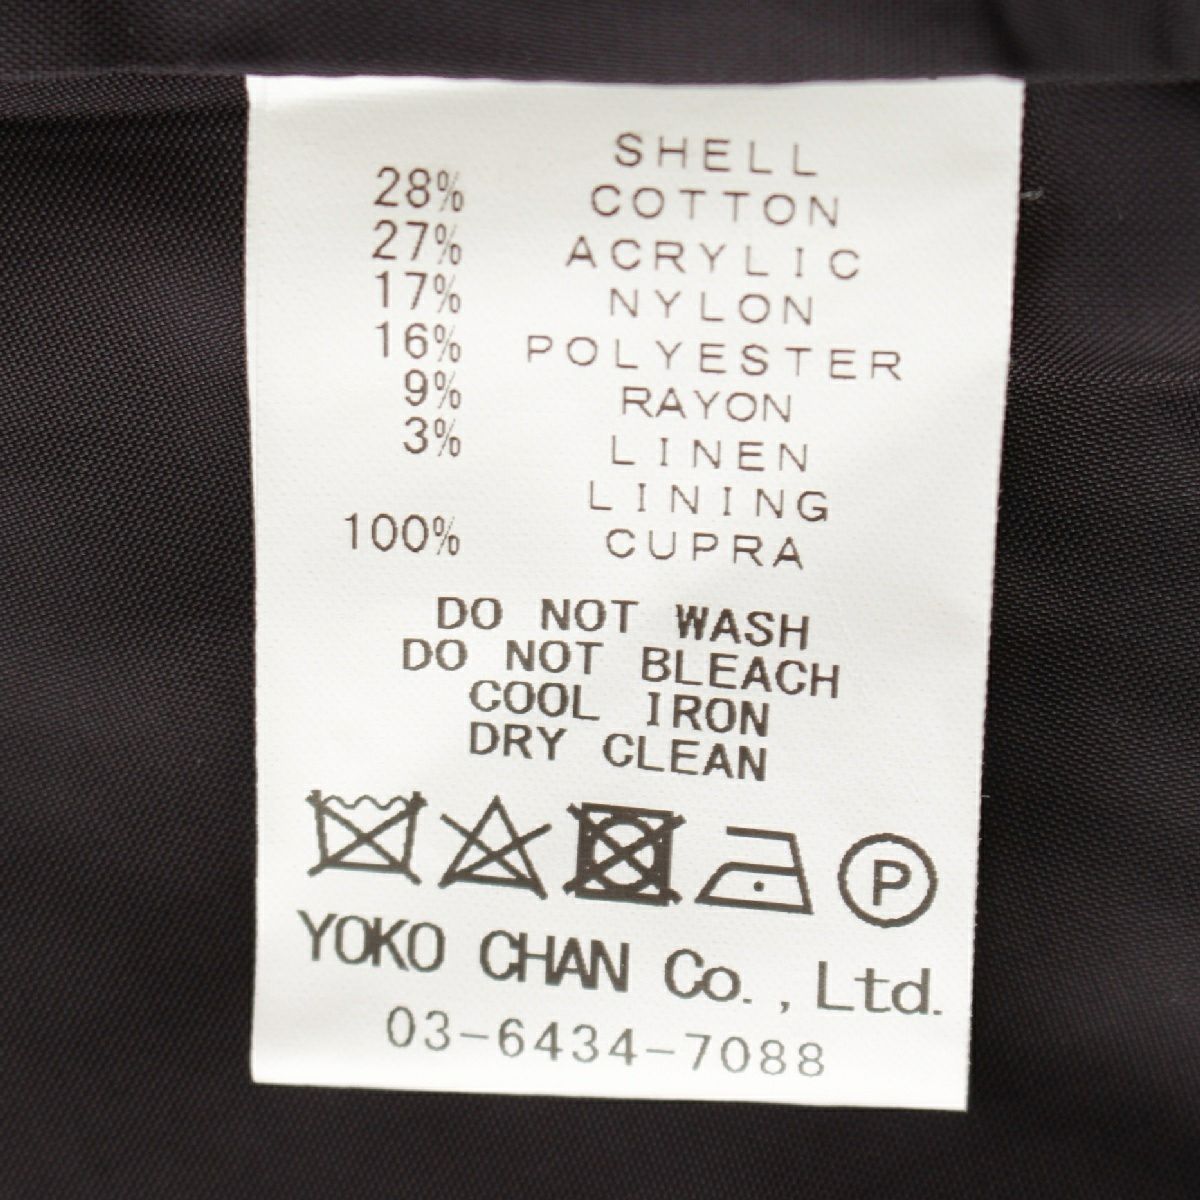 SHELL
28% COTTON
27% ACRYLIC
17% NYLON
16% POLYESTER
9% RAYON
3% LINEN
LINING
100% CUPRA
DO NOT WASH
DO NOT BLEACH
COOL IRON
DRY CLEAN
P
YOKO CHAN Co., Ltd.
03-6434-7088